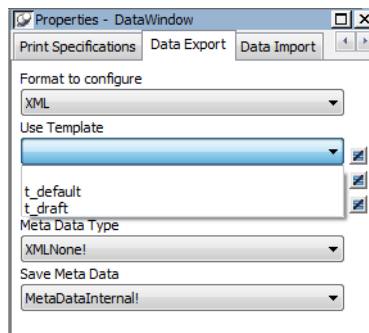 Properties - DataWindow
Print Specifications Data Export Data Import
Format to configure
XML
Use Template
t_default
t_draft
Meta Data Type
XMLNone!
Save Meta Data
MetaDataInternal!